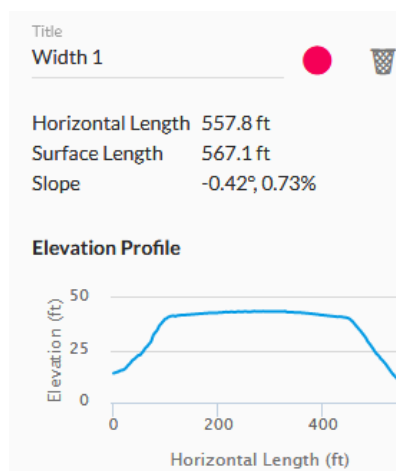 Title
Width 1
Horizontal Length 557.8 ft
Surface Length 567.1 ft
Slope -0.42°, 0.73%
Elevation Profile
Elevation (ft)
50
25
0
0 200 400
Horizontal Length (ft)